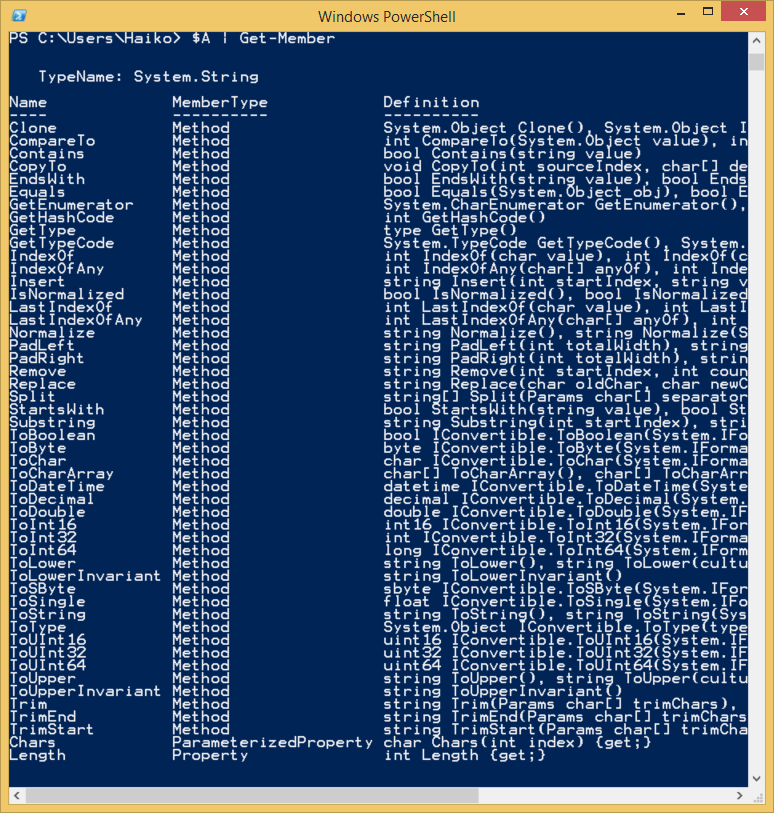 Windows PowerShell
PS C:\Users\Haiko> $A | Get-Member
TypeName: System.String
Name MemberType Definition
---- ---------- ----------
Clone Method System.Object Clone(), System.Object I
CompareTo Method int CompareTo(System.Object value), in
Contains Method bool Contains(string value)
CopyTo Method void CopyTo(int sourceIndex, char[] de
EndsWith Method bool EndsWith(string value), bool Ends
Equals Method bool Equals(System.Object obj), bool E
GetEnumerator Method System.CharEnumerator GetEnumerator(),
GetHashCode Method int GetHashCode()
GetType Method type GetType()
GetTypeCode Method System.TypeCode GetTypeCode(), System.
IndexOf Method int IndexOf(char value), int IndexOf(c
IndexOfAny Method int IndexOfAny(char[] anyOf), int Inde
Insert Method string Insert(int startIndex, string v
IsNormalized Method bool IsNormalized(), bool IsNormalized
LastIndexOf Method int LastIndexOf(char value), int LastI
LastIndexOfAny Method int LastIndexOfAny(char[] anyOf), int
Normalize Method string Normalize(), string Normalize(S
PadLeft Method string PadLeft(int totalWidth), string
PadRight Method string PadRight(int totalWidth), strin
Remove Method string Remove(int startIndex, int coun
Replace Method string Replace(char oldChar, char newC
Split Method string[] Split(Params char[] separator
StartsWith Method bool StartsWith(string value), bool St
Substring Method string Substring(int startIndex), stri
ToBoolean Method bool IConvertible.ToBoolean(System.IFo
ToByte Method byte IConvertible.ToByte(System.IForma
ToChar Method char IConvertible.ToChar(System.IForma
ToCharArray Method char[] ToCharArray(), char[] ToCharArr
ToDateTime Method datetime IConvertible.ToDateTime(Syste
ToDecimal Method decimal IConvertible.ToDecimal(System.
ToDouble Method double IConvertible.ToDouble(System.IF
ToInt16 Method int16 IConvertible.ToInt16(System.IFor
ToInt32 Method int IConvertible.ToInt32(System.IForma
ToInt64 Method long IConvertible.ToInt64(System.IForm
ToLower Method string ToLower(), string ToLower(cultu
ToLowerInvariant Method string ToLowerInvariant()
ToSByte Method sbyte IConvertible.ToSByte(System.IFor
ToSingle Method float IConvertible.ToSingle(System.IFo
ToString Method string ToString(), string ToString(Sys
ToType Method System.Object IConvertible.ToType(type
ToUInt16 Method uint16 IConvertible.ToUInt16(System.IF
ToUInt32 Method uint32 IConvertible.ToUInt32(System.IF
ToUInt64 Method uint64 IConvertible.ToUInt64(System.IF
ToUpper Method string ToUpper(), string ToUpper(cultu
ToUpperInvariant Method string ToUpperInvariant()
Trim Method string Trim(Params char[] trimChars),
TrimEnd Method string TrimEnd(Params char[] trimChars
TrimStart Method string TrimStart(Params char[] trimCha
Chars ParameterizedProperty char Chars(int index) {get;}
Length Property int Length {get;}